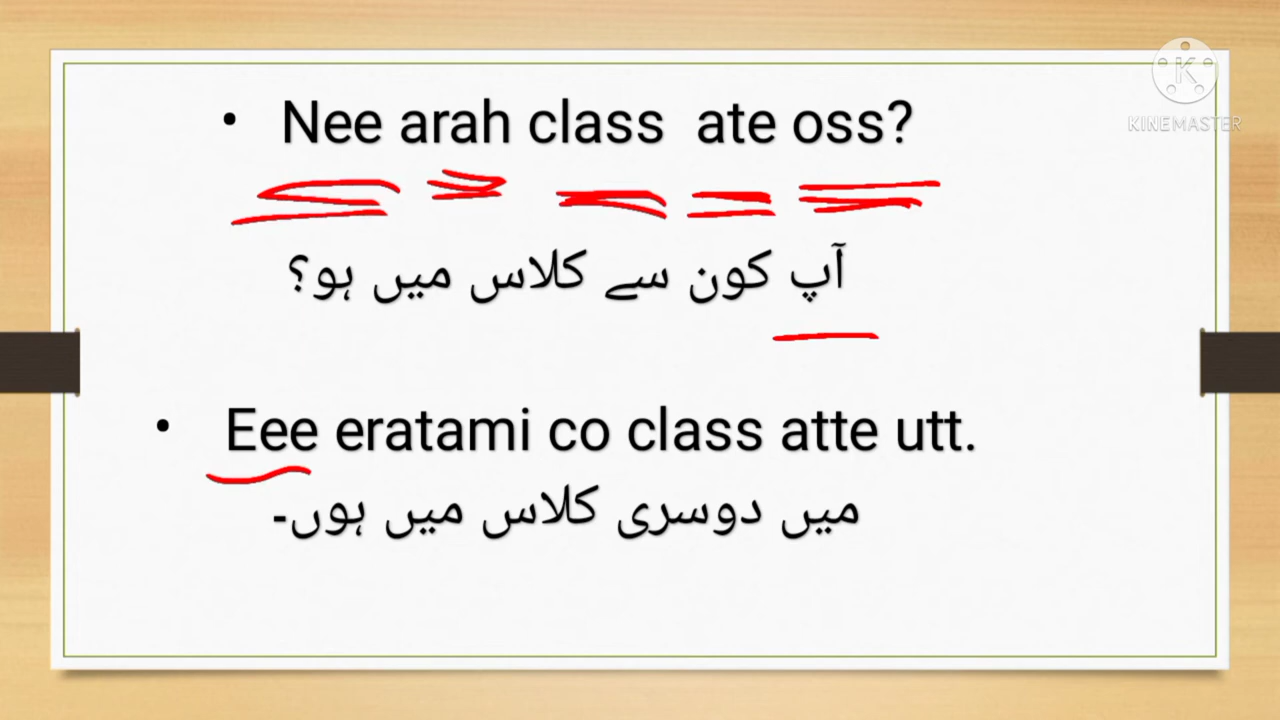 • Nee arah class ate oss?
آپ کون سے کلاس میں ہو؟
• Eee eratami co class atte utt.
میں دوسری کلاس میں ہوں۔
KINEMASTER